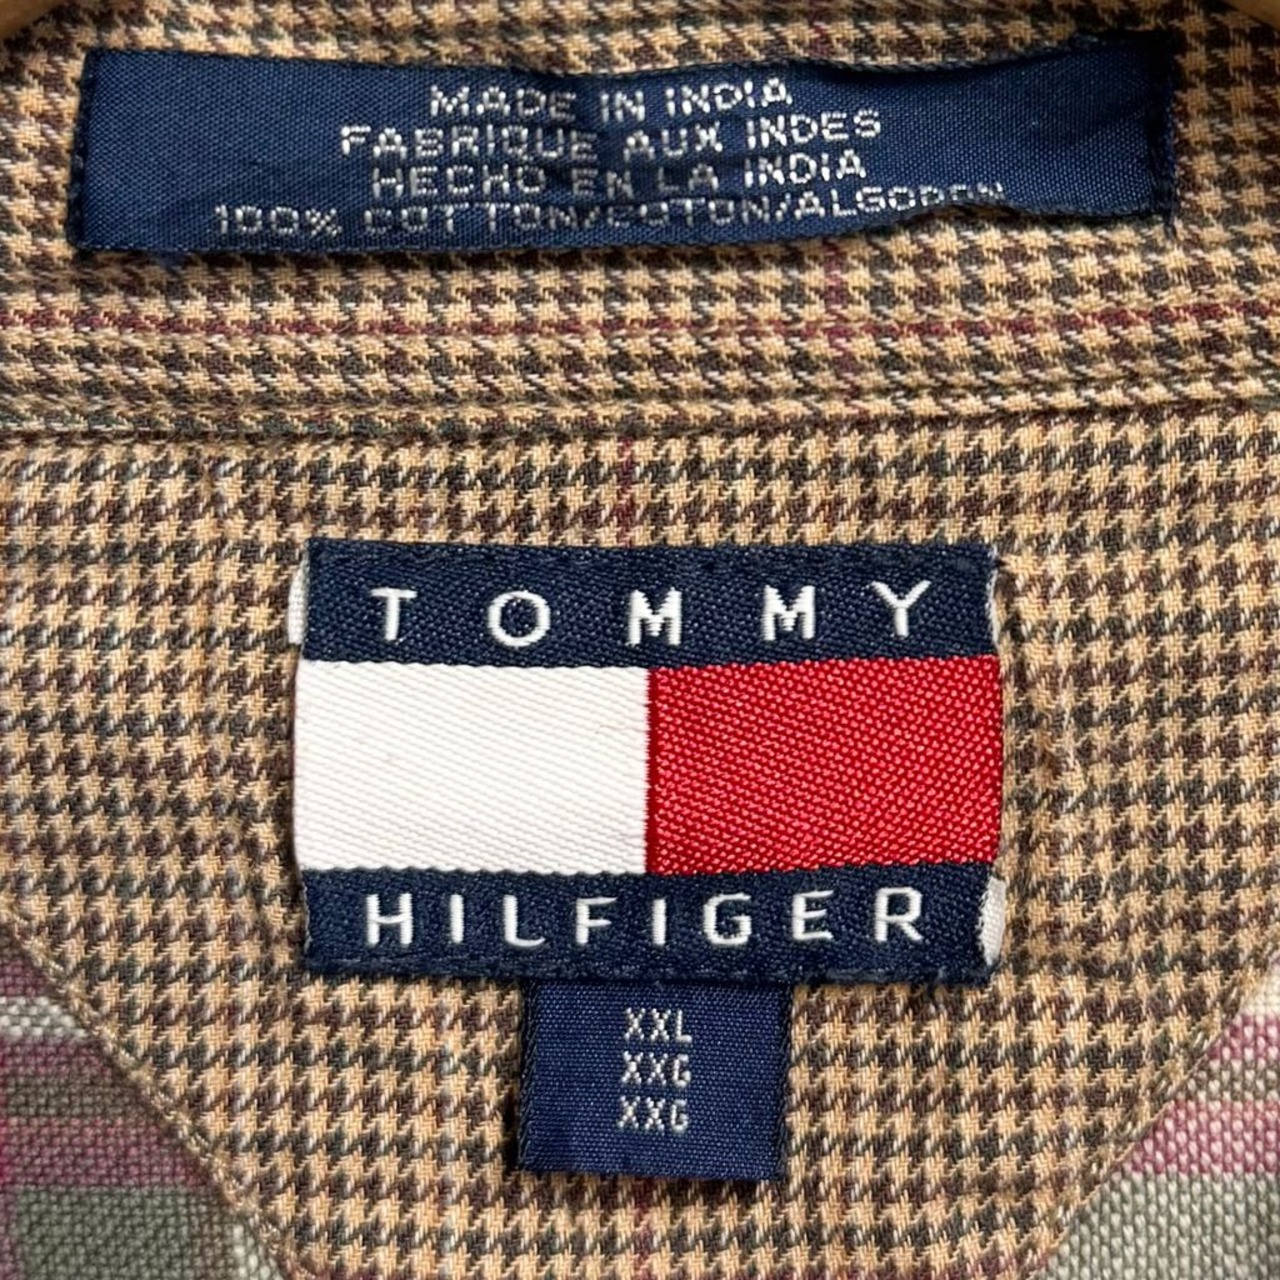 MADE IN INDIA
FABRIQUE AUX INDES
HECHO EN LA INDIA
100% COTTON/COTON/ALGODON
TOMMY
HILFIGER
XXL
XXG
XXG